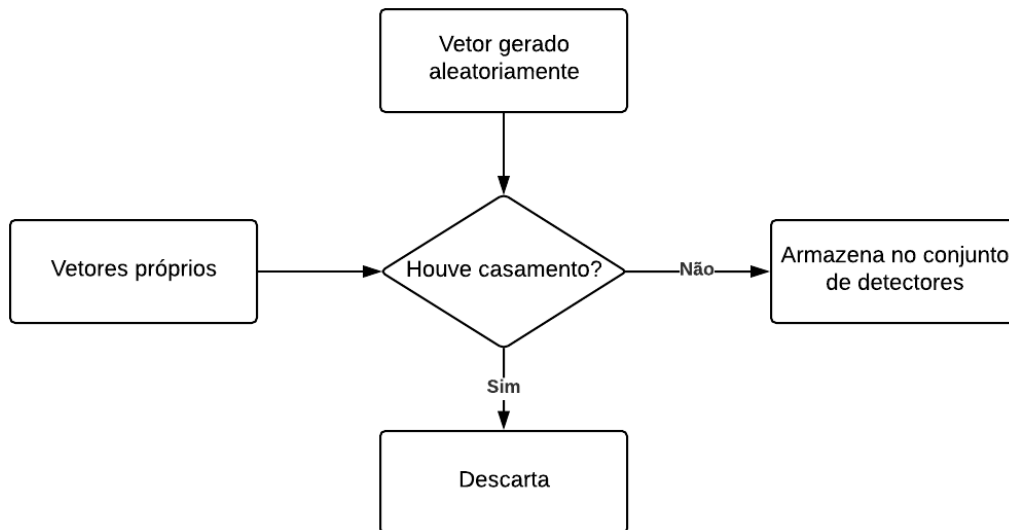 Vetor gerado
aleatoriamente
Vetores próprios
Houve casamento?
Não
Armazena no conjunto
de detectores
Sim
Descarta